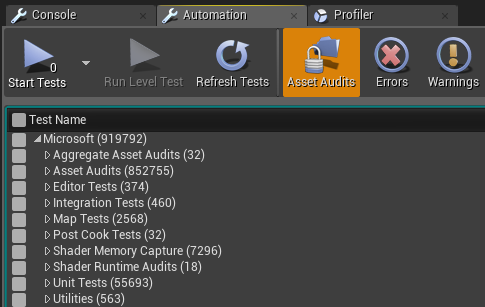 Console
Automation
Profiler
0
Start Tests
Run Level Test
Refresh Tests
Asset Audits
Errors
Warnings
Test Name
Microsoft (919792)
Aggregate Asset Audits (32)
Asset Audits (852755)
Editor Tests (374)
Integration Tests (460)
Map Tests (2568)
Post Cook Tests (32)
Shader Memory Capture (7296)
Shader Runtime Audits (18)
Unit Tests (55693)
Utilities (563)